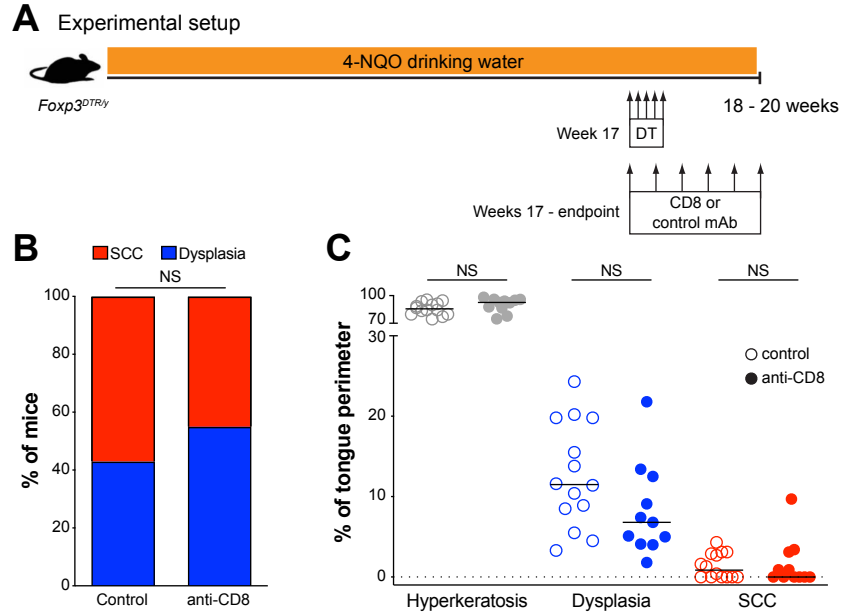 A Experimental setup
4-NQO drinking water
Foxp3DTR/y
18 - 20 weeks
Week 17
DT
Weeks 17 - endpoint
CD8 or
control mAb
B
SCC Dysplasia
NS
100
80
60
40
20
0
% of mice
Control anti-CD8
C
NS NS NS
100
70
30
20
10
0
% of tongue perimeter
control
anti-CD8
Hyperkeratosis Dysplasia SCC